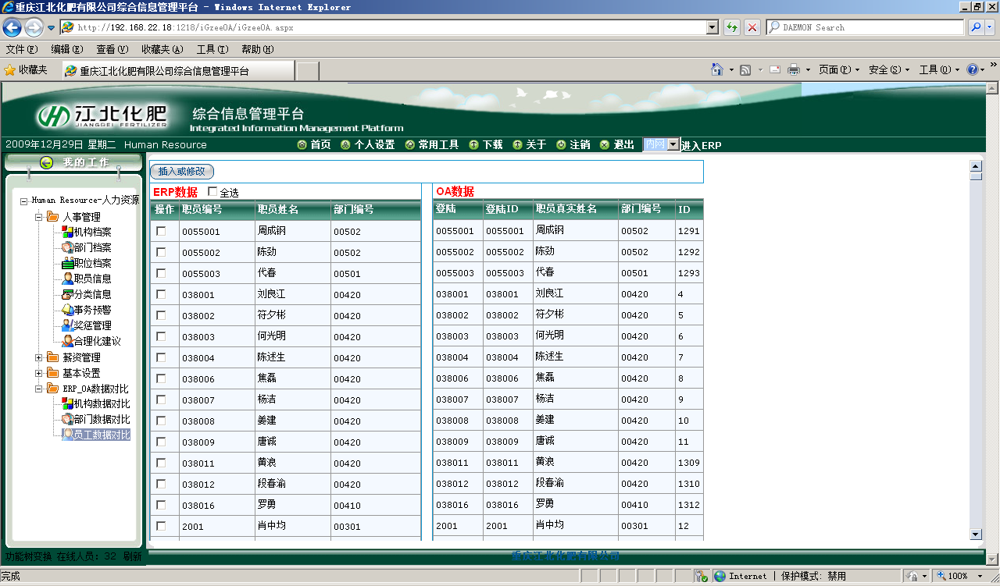 重庆江北化肥有限公司综合信息管理平台 - Windows Internet Explorer
http://192.168.22.18:1218/iGzeeOA/iGzeeOA.aspx
DAEMON Search
文件(F) 编辑(E) 查看(V) 收藏夹(A) 工具(T) 帮助(H)
收藏夹 重庆江北化肥有限公司综合信息管理平台 页面(P) 安全(S) 工具(O)
江北化肥 综合信息管理平台
JIANGBEI FERTILIZER Integrated Information Management Platform
2009年12月29日 星期二 Human Resource 首页 个人设置 常用工具 下载 关于 注销 退出 内网 进入ERP
我的工作
Human Resource-人力资源
人事管理
机构档案
部门档案
职位档案
职员信息
分类信息
事务预警
奖惩管理
合理化建议
薪资管理
基本设置
ERP_OA数据对比
机构数据对比
部门数据对比
员工数据对比
功能树变换 在线人员: 32 刷新
插入或修改
ERP数据 全选
操作 职员编号 职员姓名 部门编号
0055001 周成钢 00502
0055002 陈劲 00502
0055003 代春 00501
038001 刘良江 00420
038002 符夕彬 00420
038003 何光明 00420
038004 陈述生 00420
038006 焦磊 00420
038007 杨洁 00420
038008 姜建 00420
038009 唐诚 00420
038011 黄浪 00420
038012 段春渝 00420
038016 罗勇 00410
2001 肖中均 00301
OA数据
登陆 登陆ID 职员真实姓名 部门编号 ID
0055001 0055001 周成钢 00502 1291
0055002 0055002 陈劲 00502 1292
0055003 0055003 代春 00501 1293
038001 038001 刘良江 00420 4
038002 038002 符夕彬 00420 5
038003 038003 何光明 00420 6
038004 038004 陈述生 00420 7
038006 038006 焦磊 00420 8
038007 038007 杨洁 00420 9
038008 038008 姜建 00420 10
038009 038009 唐诚 00420 11
038011 038011 黄浪 00420 1309
038012 038012 段春渝 00420 1310
038016 038016 罗勇 00410 1312
2001 2001 肖中均 00301 12
重庆江北化肥有限公司
完成 Internet | 保护模式: 禁用 100%